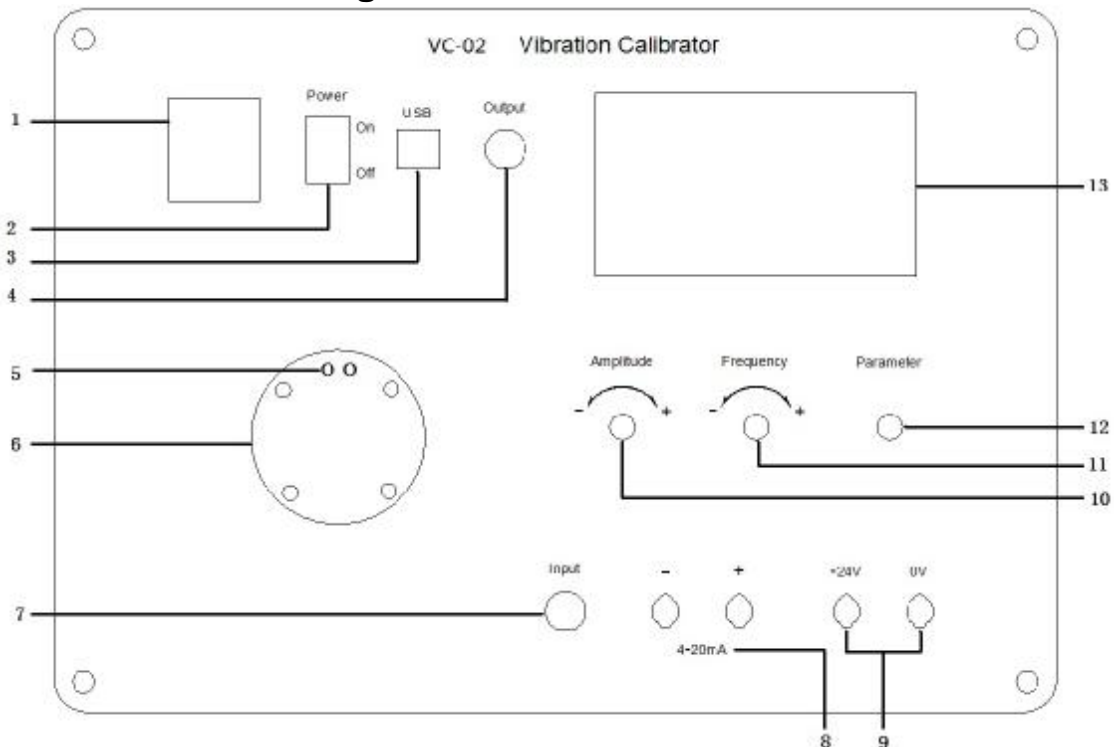 VC-02 Vibration Calibrator
Power
USB
Output
On
Off
1
2
3
4
13
5
6
Amplitude
Frequency
Parameter
- +
- +
12
11
10
Input
-
+
+24V
0V
7
4-20mA
8
9